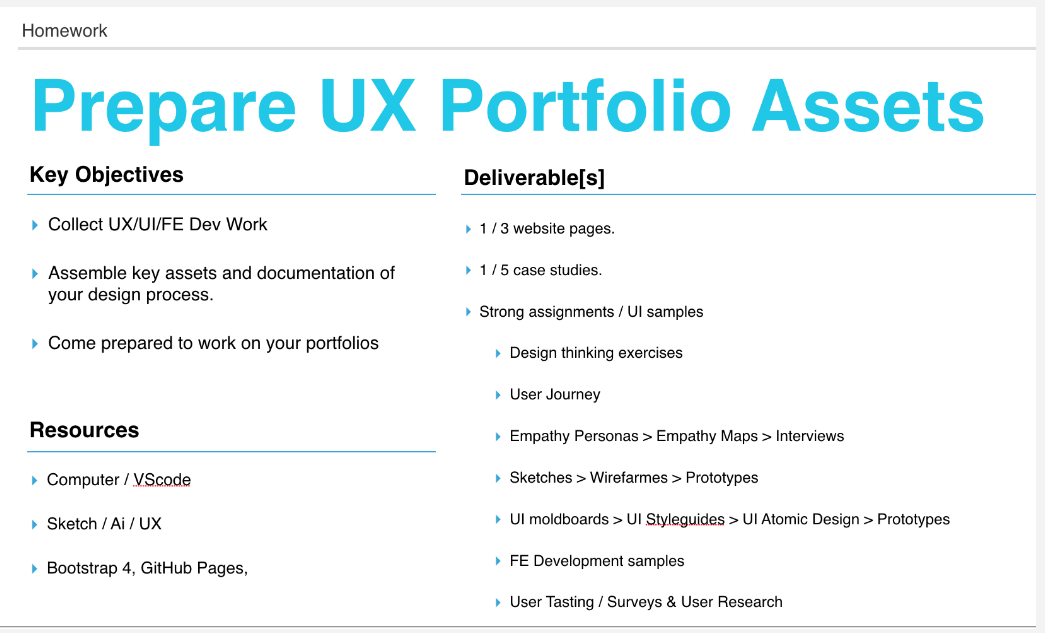 Homework
Prepare UX Portfolio Assets
Key Objectives
Collect UX/UI/FE Dev Work
Assemble key assets and documentation of
your design process.
Come prepared to work on your portfolios
Resources
Computer / VScode
Sketch / Ai / UX
Bootstrap 4, GitHub Pages,
Deliverable[s]
1 / 3 website pages.
1 / 5 case studies.
Strong assignments / UI samples
Design thinking exercises
User Journey
Empathy Personas > Empathy Maps > Interviews
Sketches > Wirefarmes > Prototypes
UI moldboards > UI Styleguides > UI Atomic Design > Prototypes
FE Development samples
User Tasting / Surveys & User Research